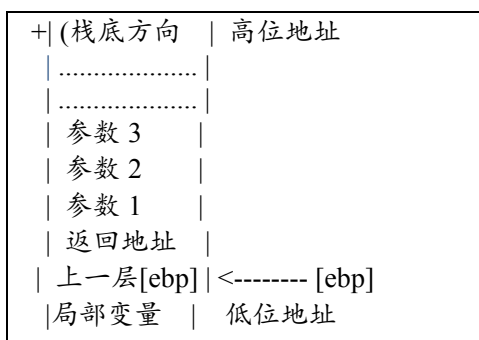 +| (栈底方向 | 高位地址
| .................... |
| .................... |
| 参数 3 |
| 参数 2 |
| 参数 1 |
| 返回地址 |
| 上一层[ebp] | <-------- [ebp]
|局部变量 | 低位地址